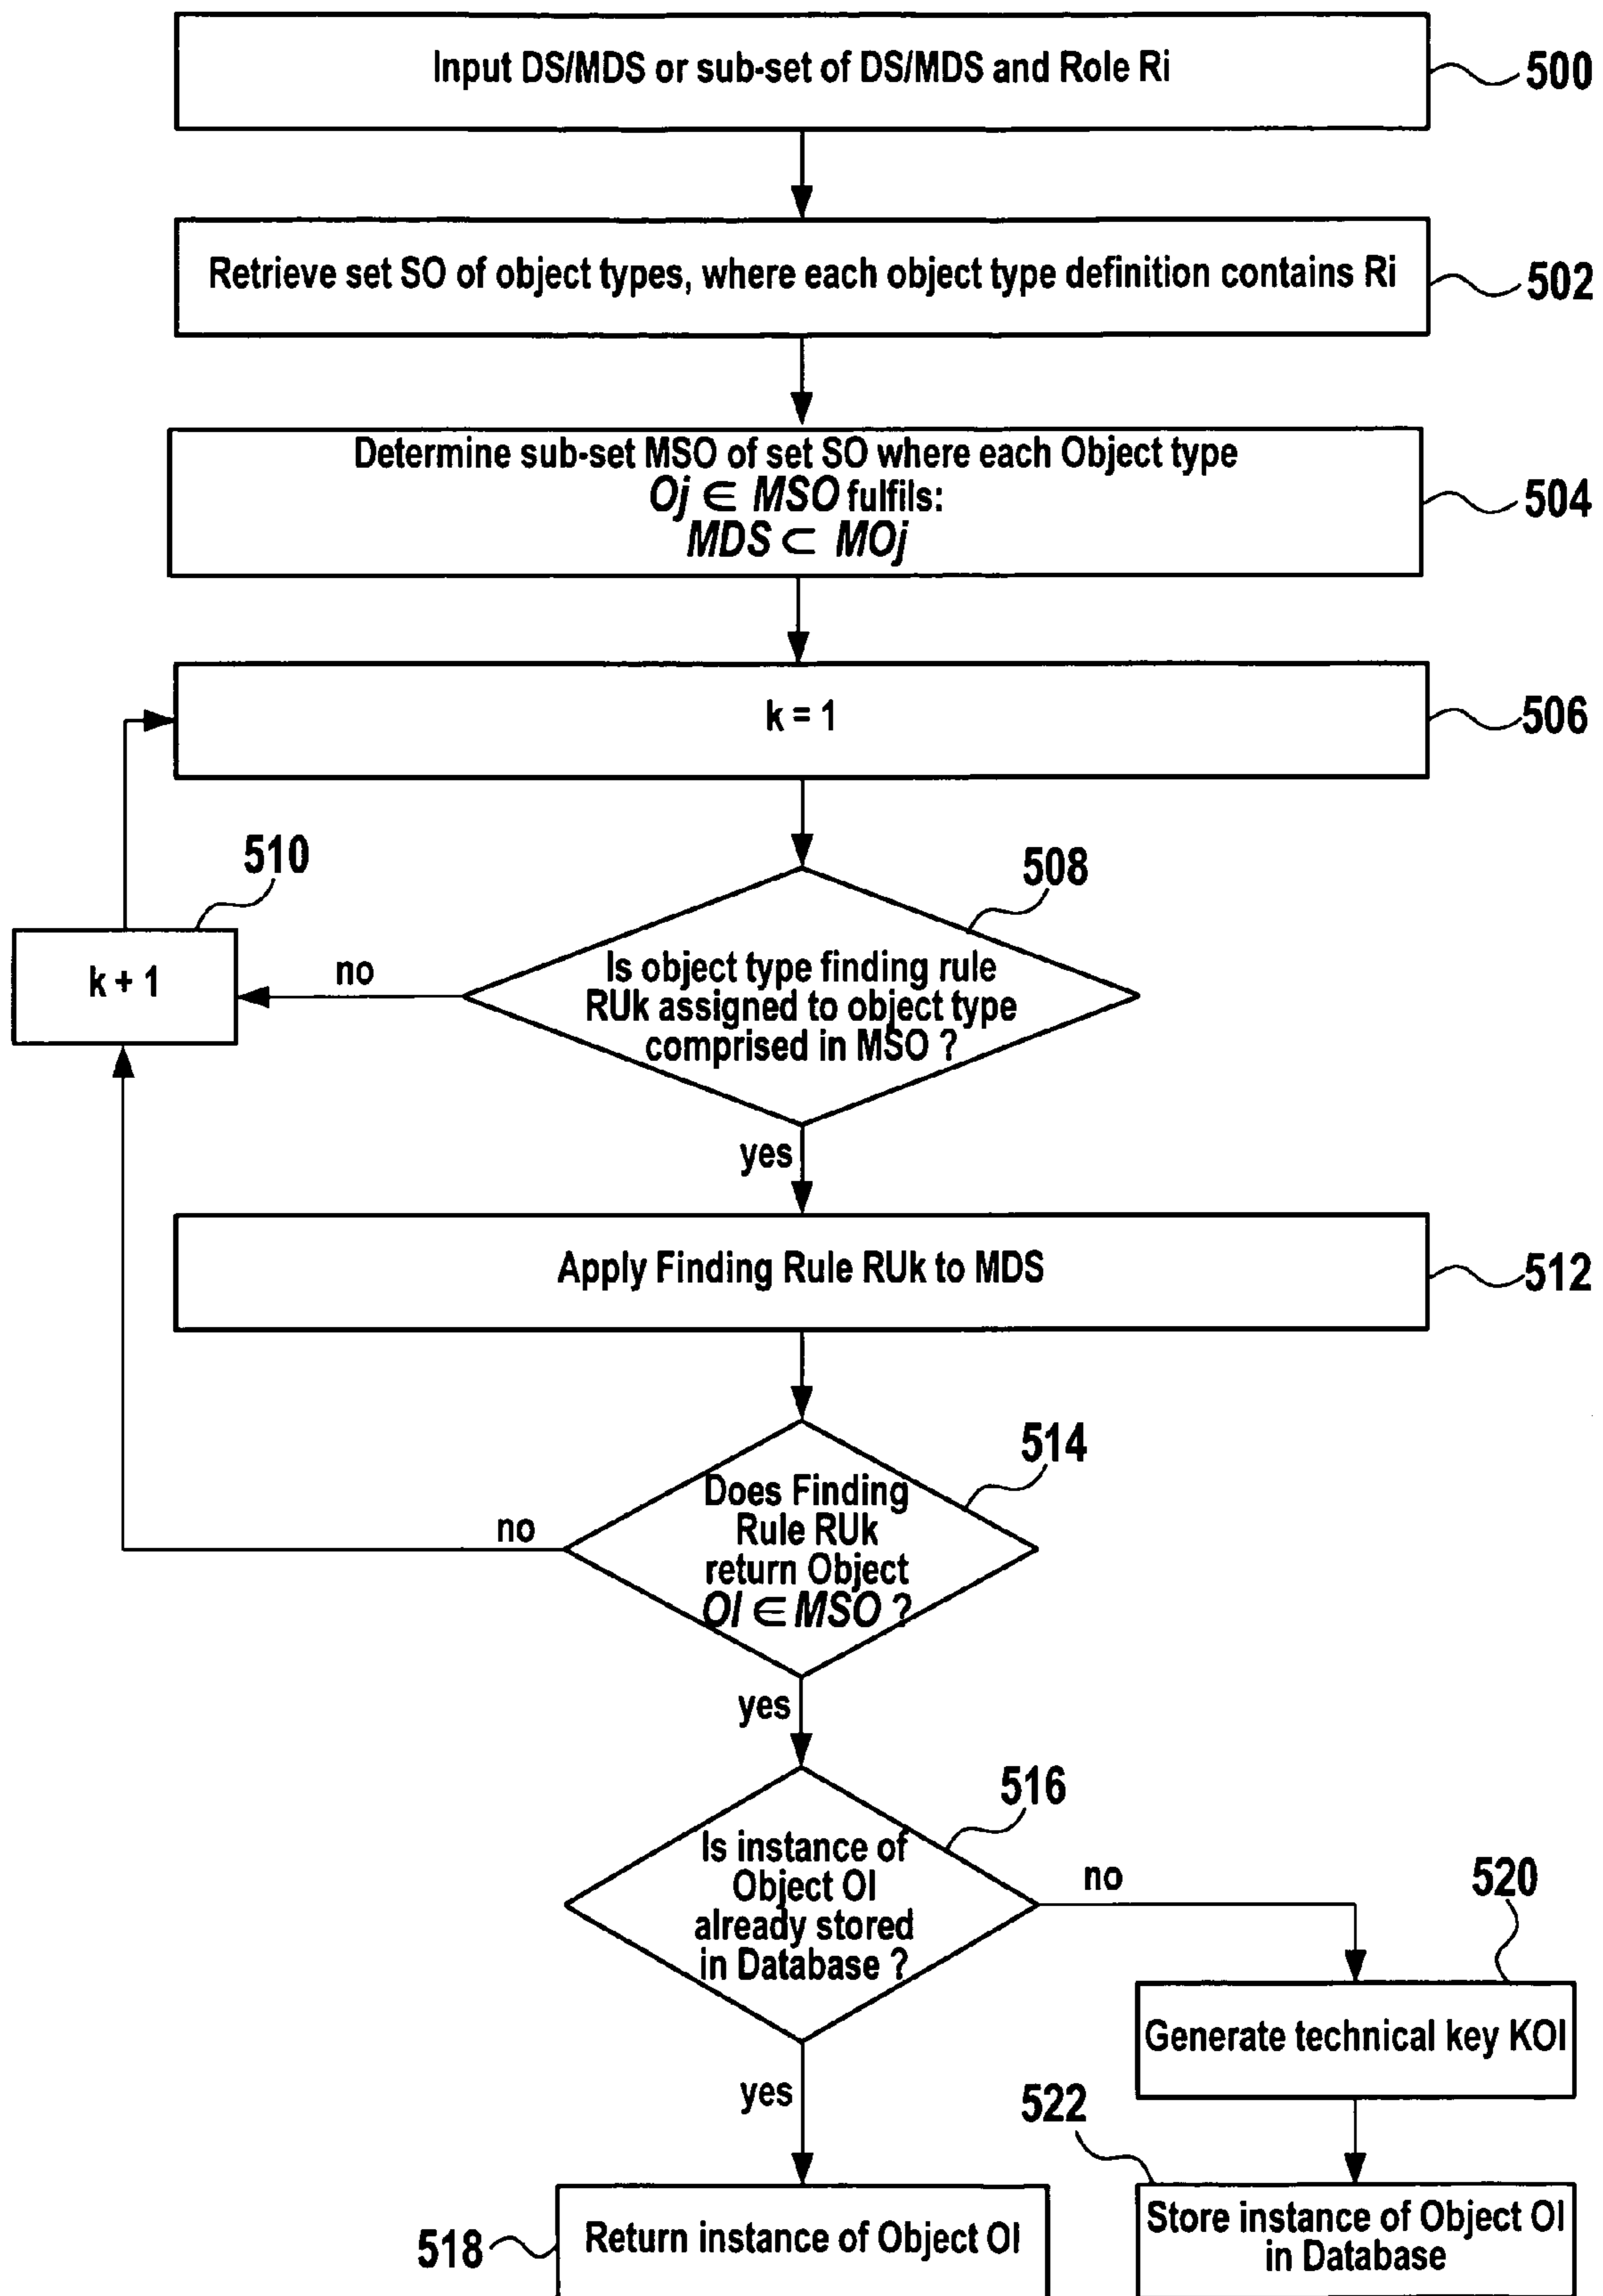 Input DS/MDS or sub-set of DS/MDS and Role Ri
500
Retrieve set SO of object types, where each object type definition contains Ri
502
Determine sub-set MSO of set SO where each Object type
Oj ∈ MSO fulfils:
MDS ⊂ MOj
504
k = 1
506
510
508
k + 1
no
Is object type finding rule
RUk assigned to object type
comprised in MSO ?
yes
Apply Finding Rule RUk to MDS
512
514
Does Finding
Rule RUk
return Object
Ol ∈ MSO ?
no
yes
516
Is instance of
Object Ol
already stored
in Database ?
no
520
yes
Generate technical key KOl
522
518
Return instance of Object Ol
Store instance of Object Ol
in Database